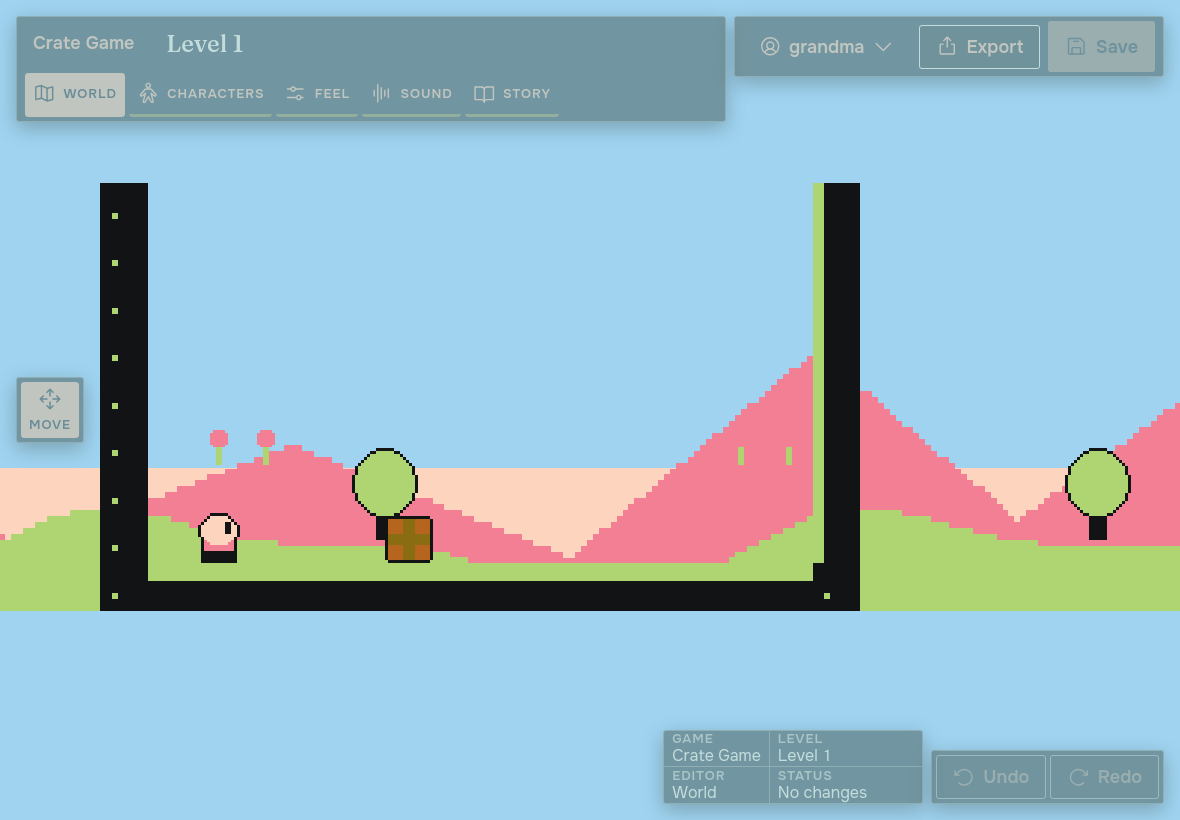 Crate Game
Level 1
WORLD
CHARACTERS
FEEL
SOUND
STORY
grandma
Export
Save
MOVE
GAME
Crate Game
LEVEL
Level 1
EDITOR
World
STATUS
No changes
Undo
Redo